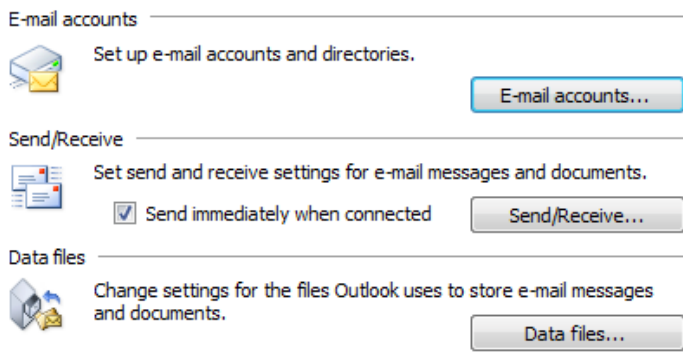 E-mail accounts
Set up e-mail accounts and directories.
E-mail accounts...
Send/Receive
Set send and receive settings for e-mail messages and documents.
Send immediately when connected
Send/Receive...
Data files
Change settings for the files Outlook uses to store e-mail messages
and documents.
Data files...